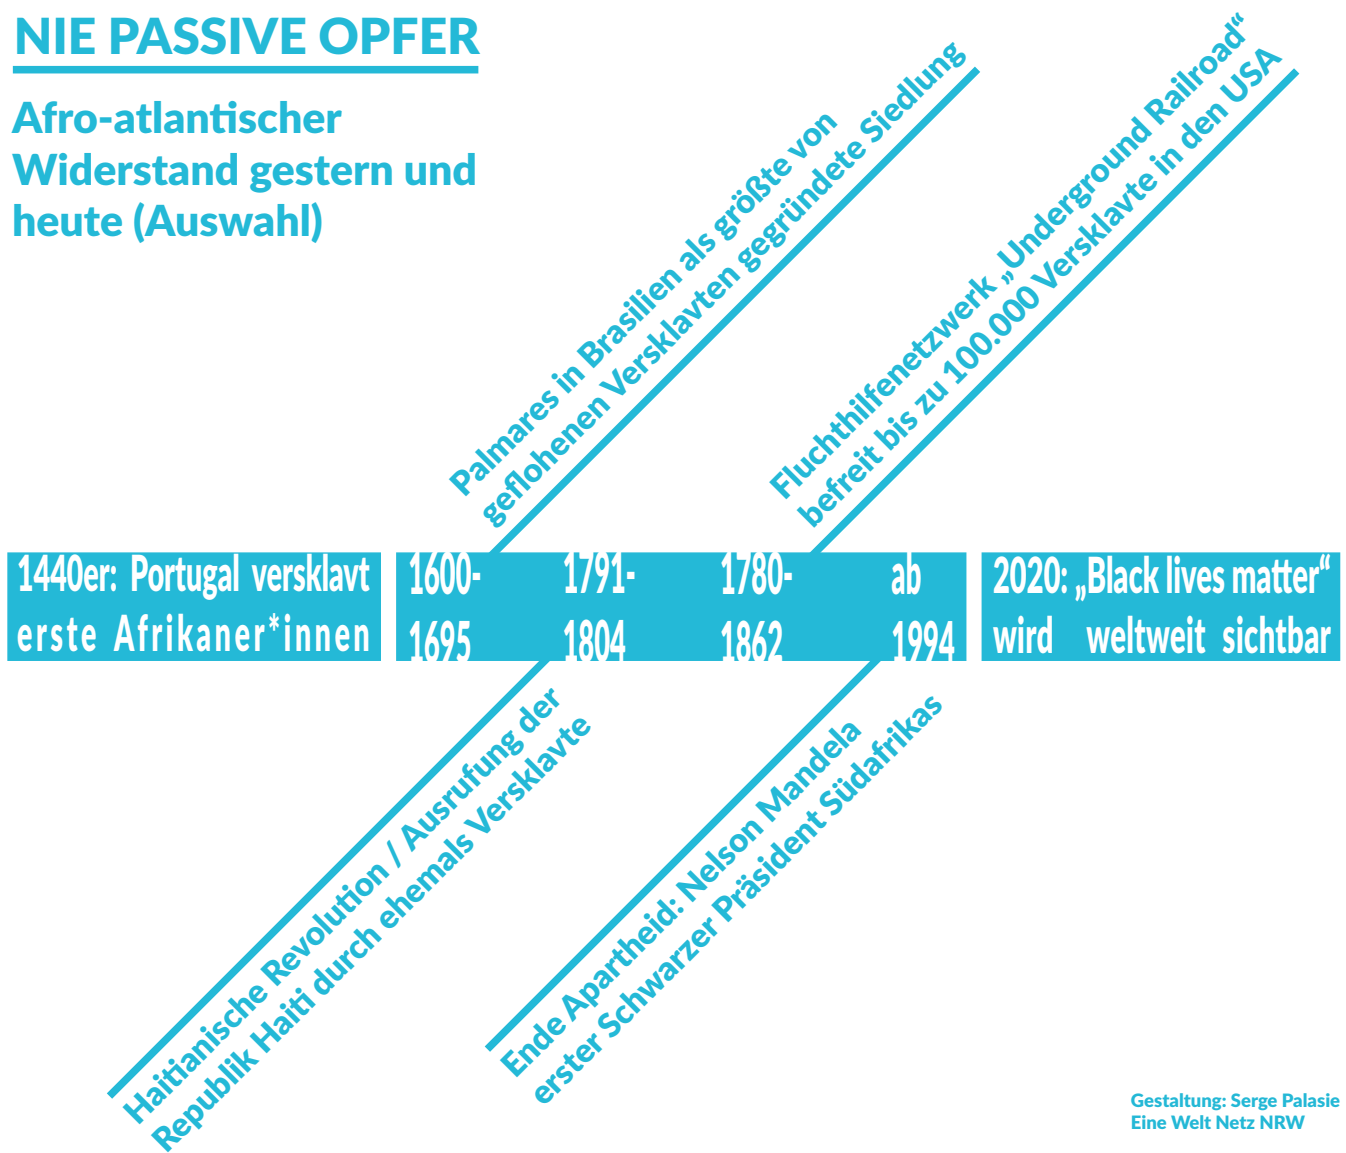 NIE PASSIVE OPFER
Afro-atlantischer
Widerstand gestern und
heute (Auswahl)
Palmares in Brasilien als größte von
geflohenen Versklavten gegründete Siedlung
Fluchthilfenetzwerk „Underground Railroad“
befreit bis zu 100.000 Versklavte in den USA
1440er: Portugal versklavt
erste Afrikaner*innen
1600-
1695
1791-
1804
1780-
1862
ab
1994
2020: „Black lives matter“
wird weltweit sichtbar
Haitianische Revolution / Ausrufung der
Republik Haiti durch ehemals Versklavte
Ende Apartheid: Nelson Mandela
erster Schwarzer Präsident Südafrikas
Gestaltung: Serge Palasie
Eine Welt Netz NRW